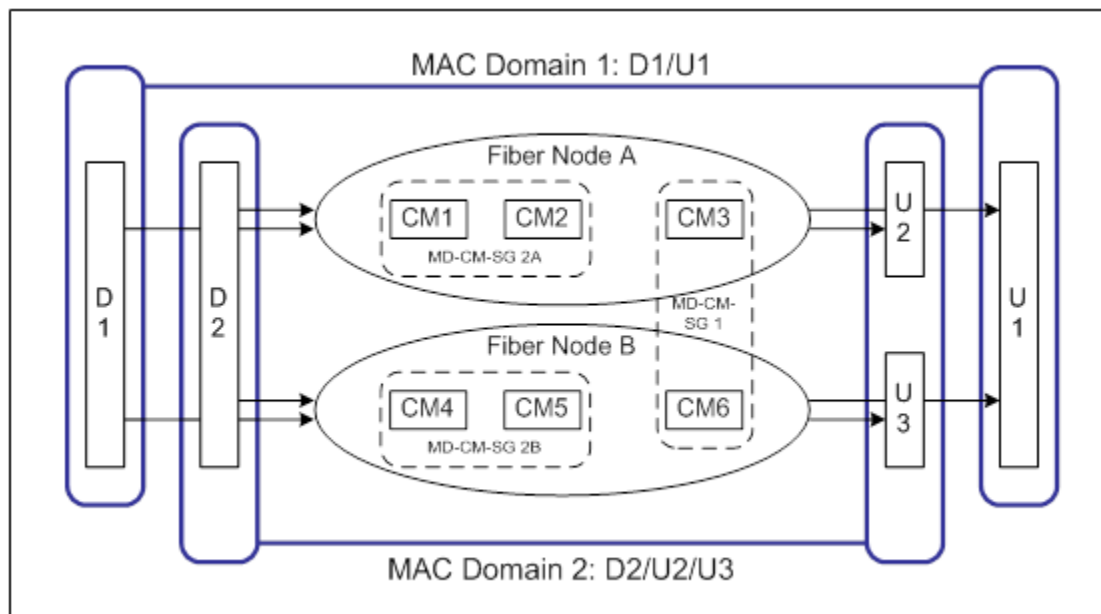 MAC Domain 1: D1/U1
Fiber Node A
CM1 CM2 CM3
MD-CM-SG 2A
D
1
D
2
U
2
U
1
MD-CM-
SG 1
Fiber Node B
CM4 CM5 CM6
MD-CM-SG 2B
U
3
MAC Domain 2: D2/U2/U3